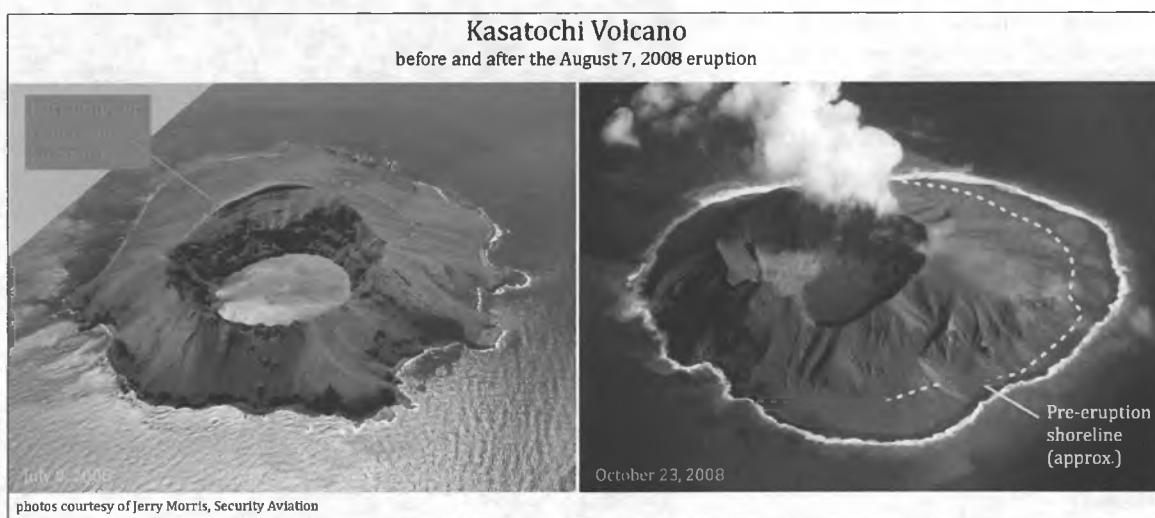 Kasatochi Volcano
before and after the August 7, 2008 eruption
October 23, 2008
Pre-eruption
shoreline
(approx.)
photos courtesy of Jerry Morris, Security Aviation